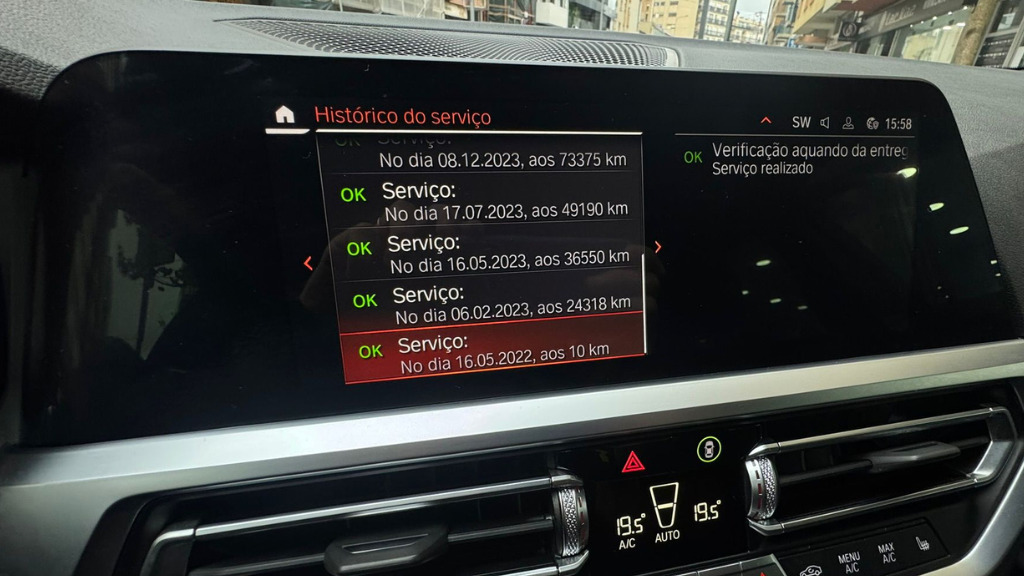 Histórico do serviço
SW 15:58
No dia 08.12.2023, aos 73375 km
OK Serviço:
No dia 17.07.2023, aos 49190 km
OK Serviço:
No dia 16.05.2023, aos 36550 km
OK Serviço:
No dia 06.02.2023, aos 24318 km
OK Serviço:
No dia 16.05.2022, aos 10 km
OK Verificação aquando da entreg
Serviço realizado
19.5° 19.5°
A/C AUTO
MENU A/C
MAX A/C